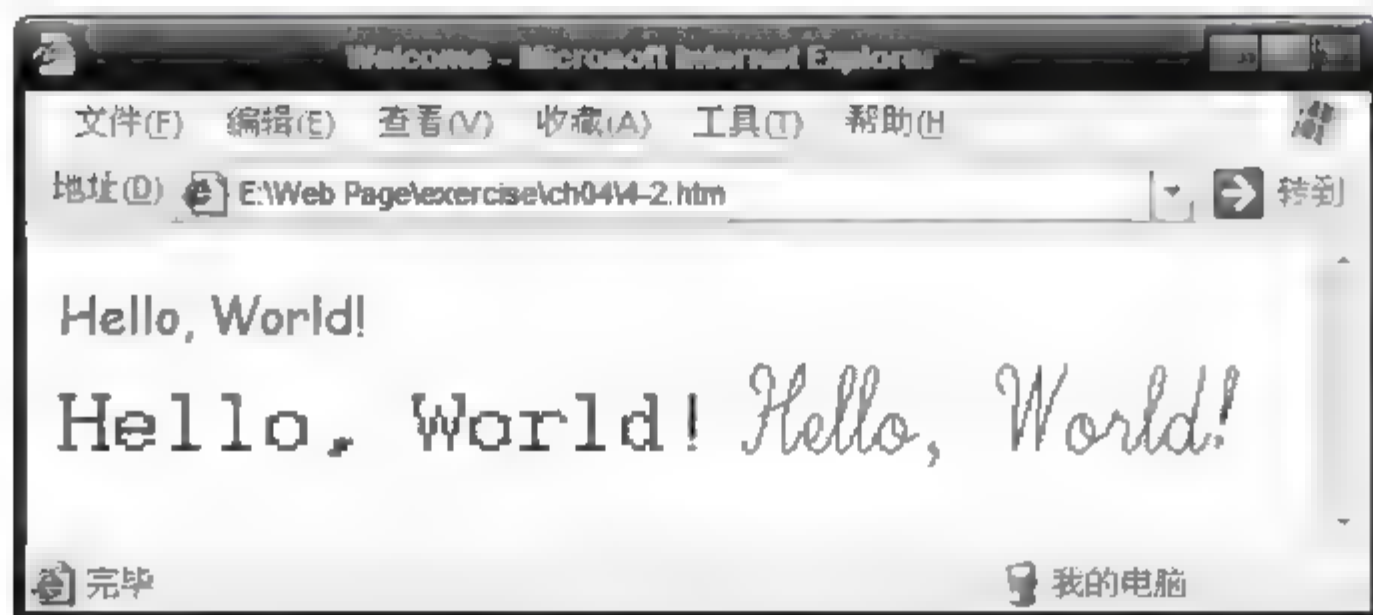 Welcome - Microsoft Internet Explorer
文件(F) 编辑(E) 查看(V) 收藏(A) 工具(T) 帮助(H
地址(D) E:\Web Page\exercise\ch04\4-2.htm 转到
Hello, World!
Hello, World! Hello, World!
完毕 我的电脑